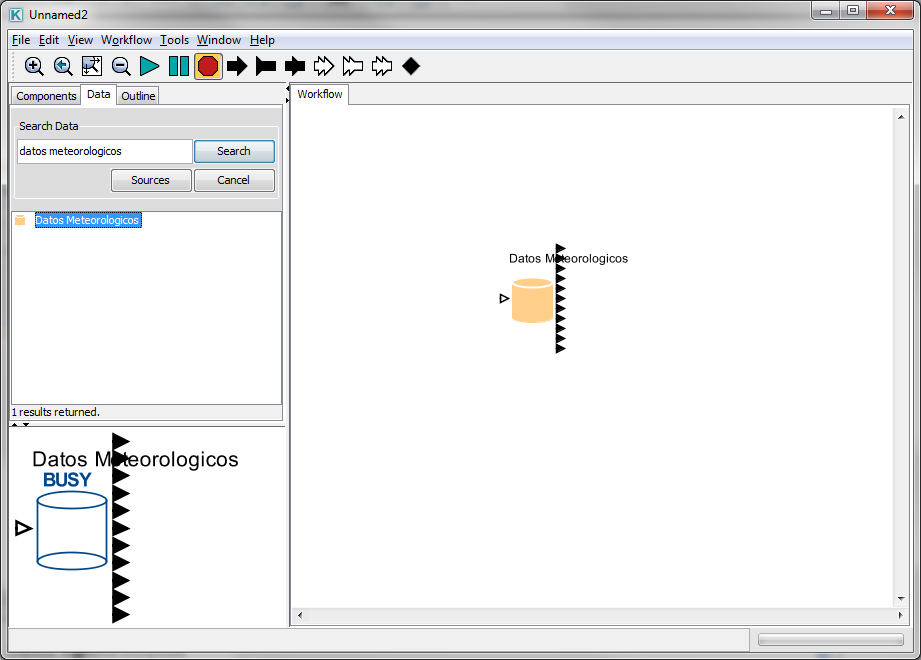 Unnamed2
File Edit View Workflow Tools Window Help
Components Data Outline
Workflow
Search Data
datos meteorologicos Search
Sources Cancel
Datos Meteorologicos
Datos Meteorologicos
1 results returned.
Datos Meteorologicos
BUSY